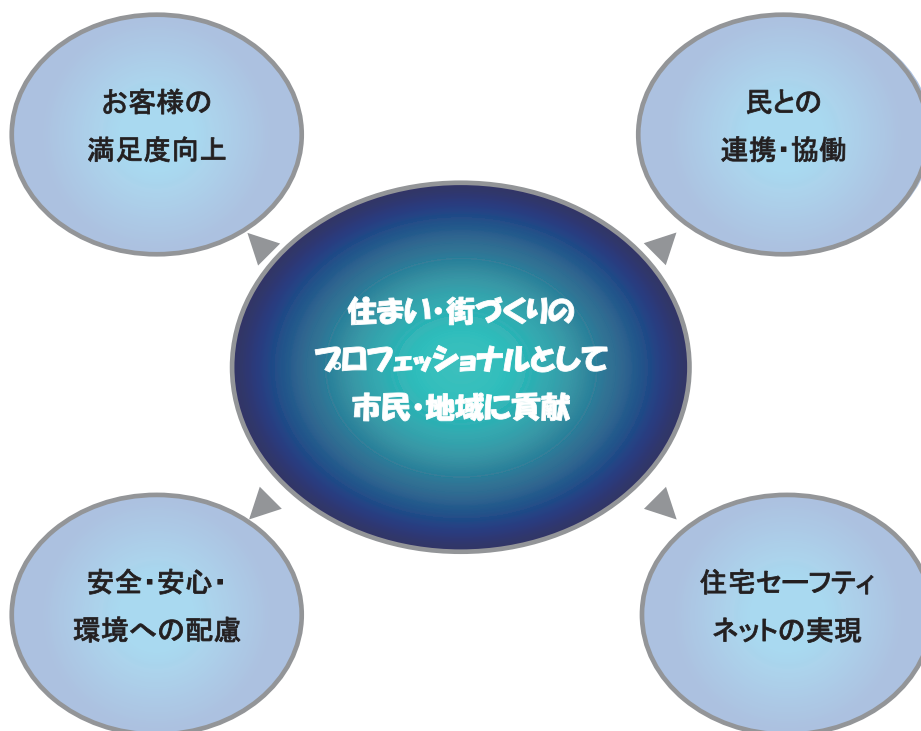 お客様の
満足度向上
民との
連携・協働
住まい・街づくりの
プロフェッショナルとして
市民・地域に貢献
安全・安心・
環境への配慮
住宅セーフティ
ネットの実現